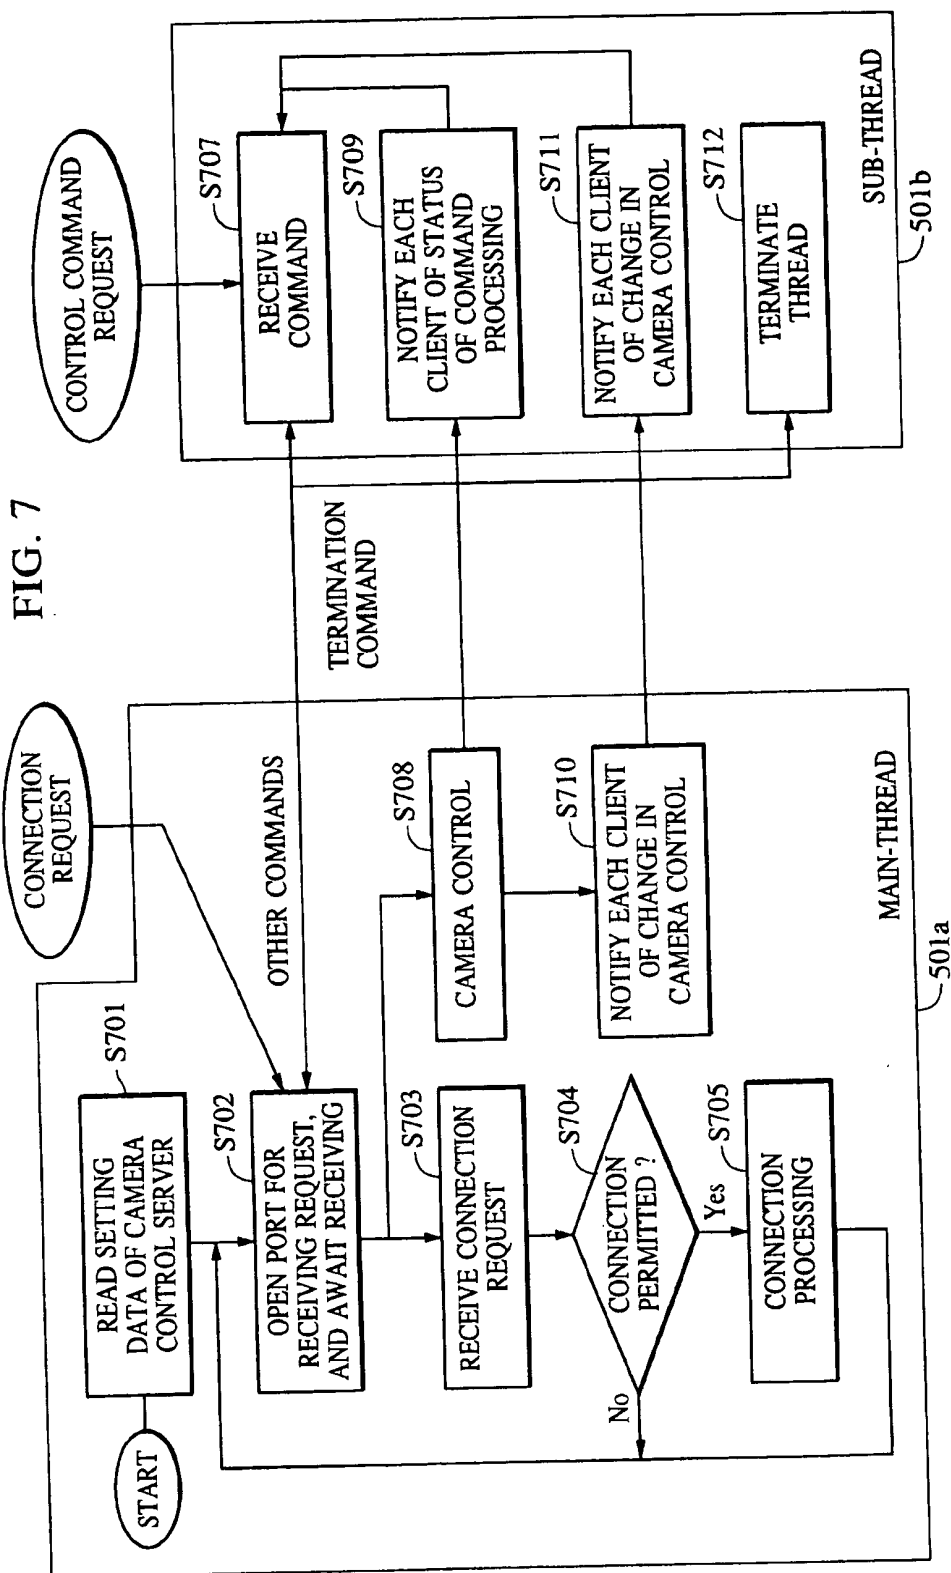 FIG. 7
START
READ SETTING
DATA OF CAMERA
CONTROL SERVER
S701
CONNECTION
REQUEST
OPEN PORT FOR
RECEIVING REQUEST,
AND AWAIT RECEIVING
S702
OTHER COMMANDS
RECEIVE CONNECTION
REQUEST
S703
CONNECTION
PERMITTED ?
S704
No
Yes
CONNECTION
PROCESSING
S705
CAMERA CONTROL
S708
NOTIFY EACH CLIENT
OF CHANGE IN
CAMERA CONTROL
S710
MAIN-THREAD
501a
TERMINATION
COMMAND
CONTROL COMMAND
REQUEST
RECEIVE
COMMAND
S707
NOTIFY EACH
CLIENT OF STATUS
OF COMMAND
PROCESSING
S709
NOTIFY EACH CLIENT
OF CHANGE IN
CAMERA CONTROL
S711
TERMINATE
THREAD
S712
SUB-THREAD
501b